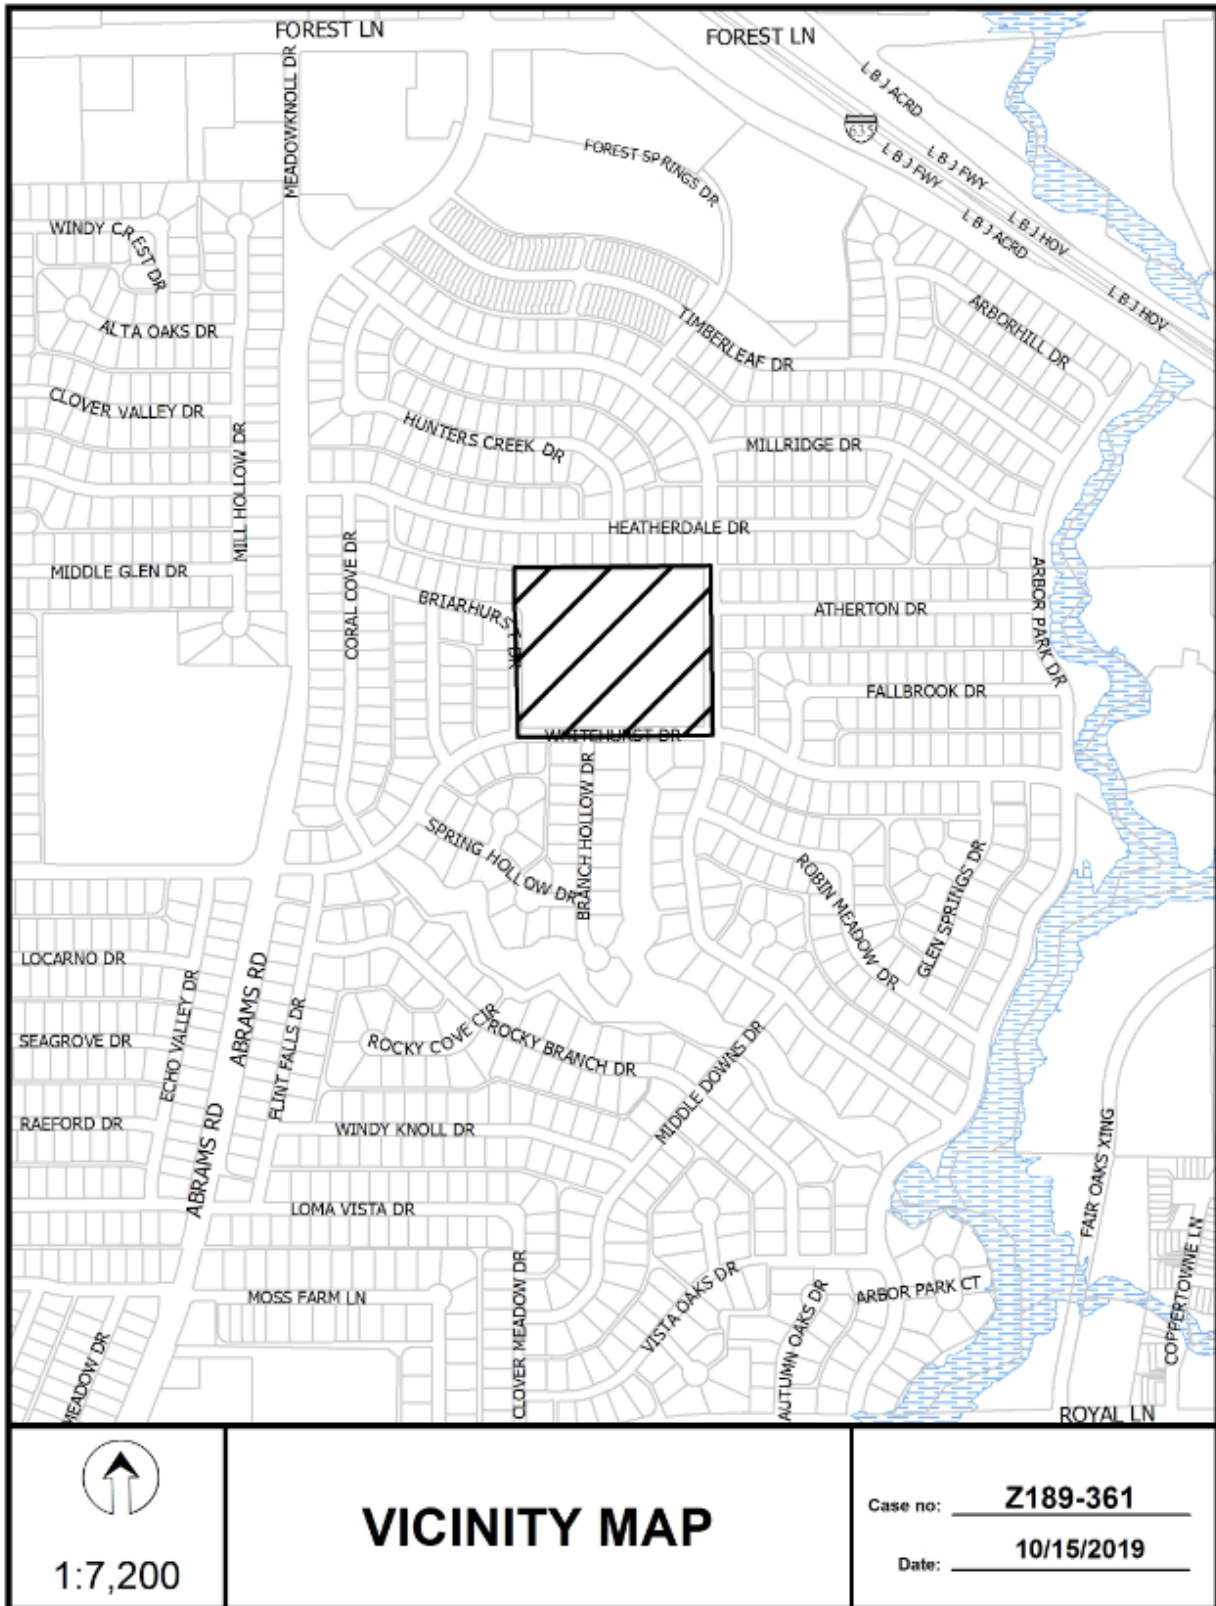 FOREST LN
FOREST LN
MEADOWKNOLL DR
L B J ACRD
635
L B J FWY
L B J FWY
FOREST SPRINGS DR
L B J HOV
L B J ACRD
L B J HOV
WINDY CREST DR
ALTA OAKS DR
TIMBERLEAF DR
ARBORHILL DR
CLOVER VALLEY DR
HUNTERS CREEK DR
MILLRIDGE DR
MILL HOLLOW DR
HEATHERDALE DR
MIDDLE GLEN DR
CORAL COVE DR
BRIARHURST DR
ATHERTON DR
ARBOR PARK DR
FALLBROOK DR
WHITEHURST DR
BRANCH HOLLOW DR
SPRING HOLLOW DR
ROBIN MEADOW DR
GLEN SPRINGS DR
LOCARNO DR
ECHO VALLEY DR
ABRAMS RD
FLINT FALLS DR
SEAGROVE DR
ROCKY COVE CIR
ROCKY BRANCH DR
MIDDLE DOWNS DR
RAEFORD DR
ABRAMS RD
WINDY KNOLL DR
FAIR OAKS XING
LOMA VISTA DR
COPPERTOWNE LN
MOSS FARM LN
CLOVER MEADOW DR
VISTA OAKS DR
AUTUMN OAKS DR
ARBOR PARK CT
MEADOW DR
ROYAL LN
1:7,200
VICINITY MAP
Case no: Z189-361
Date: 10/15/2019